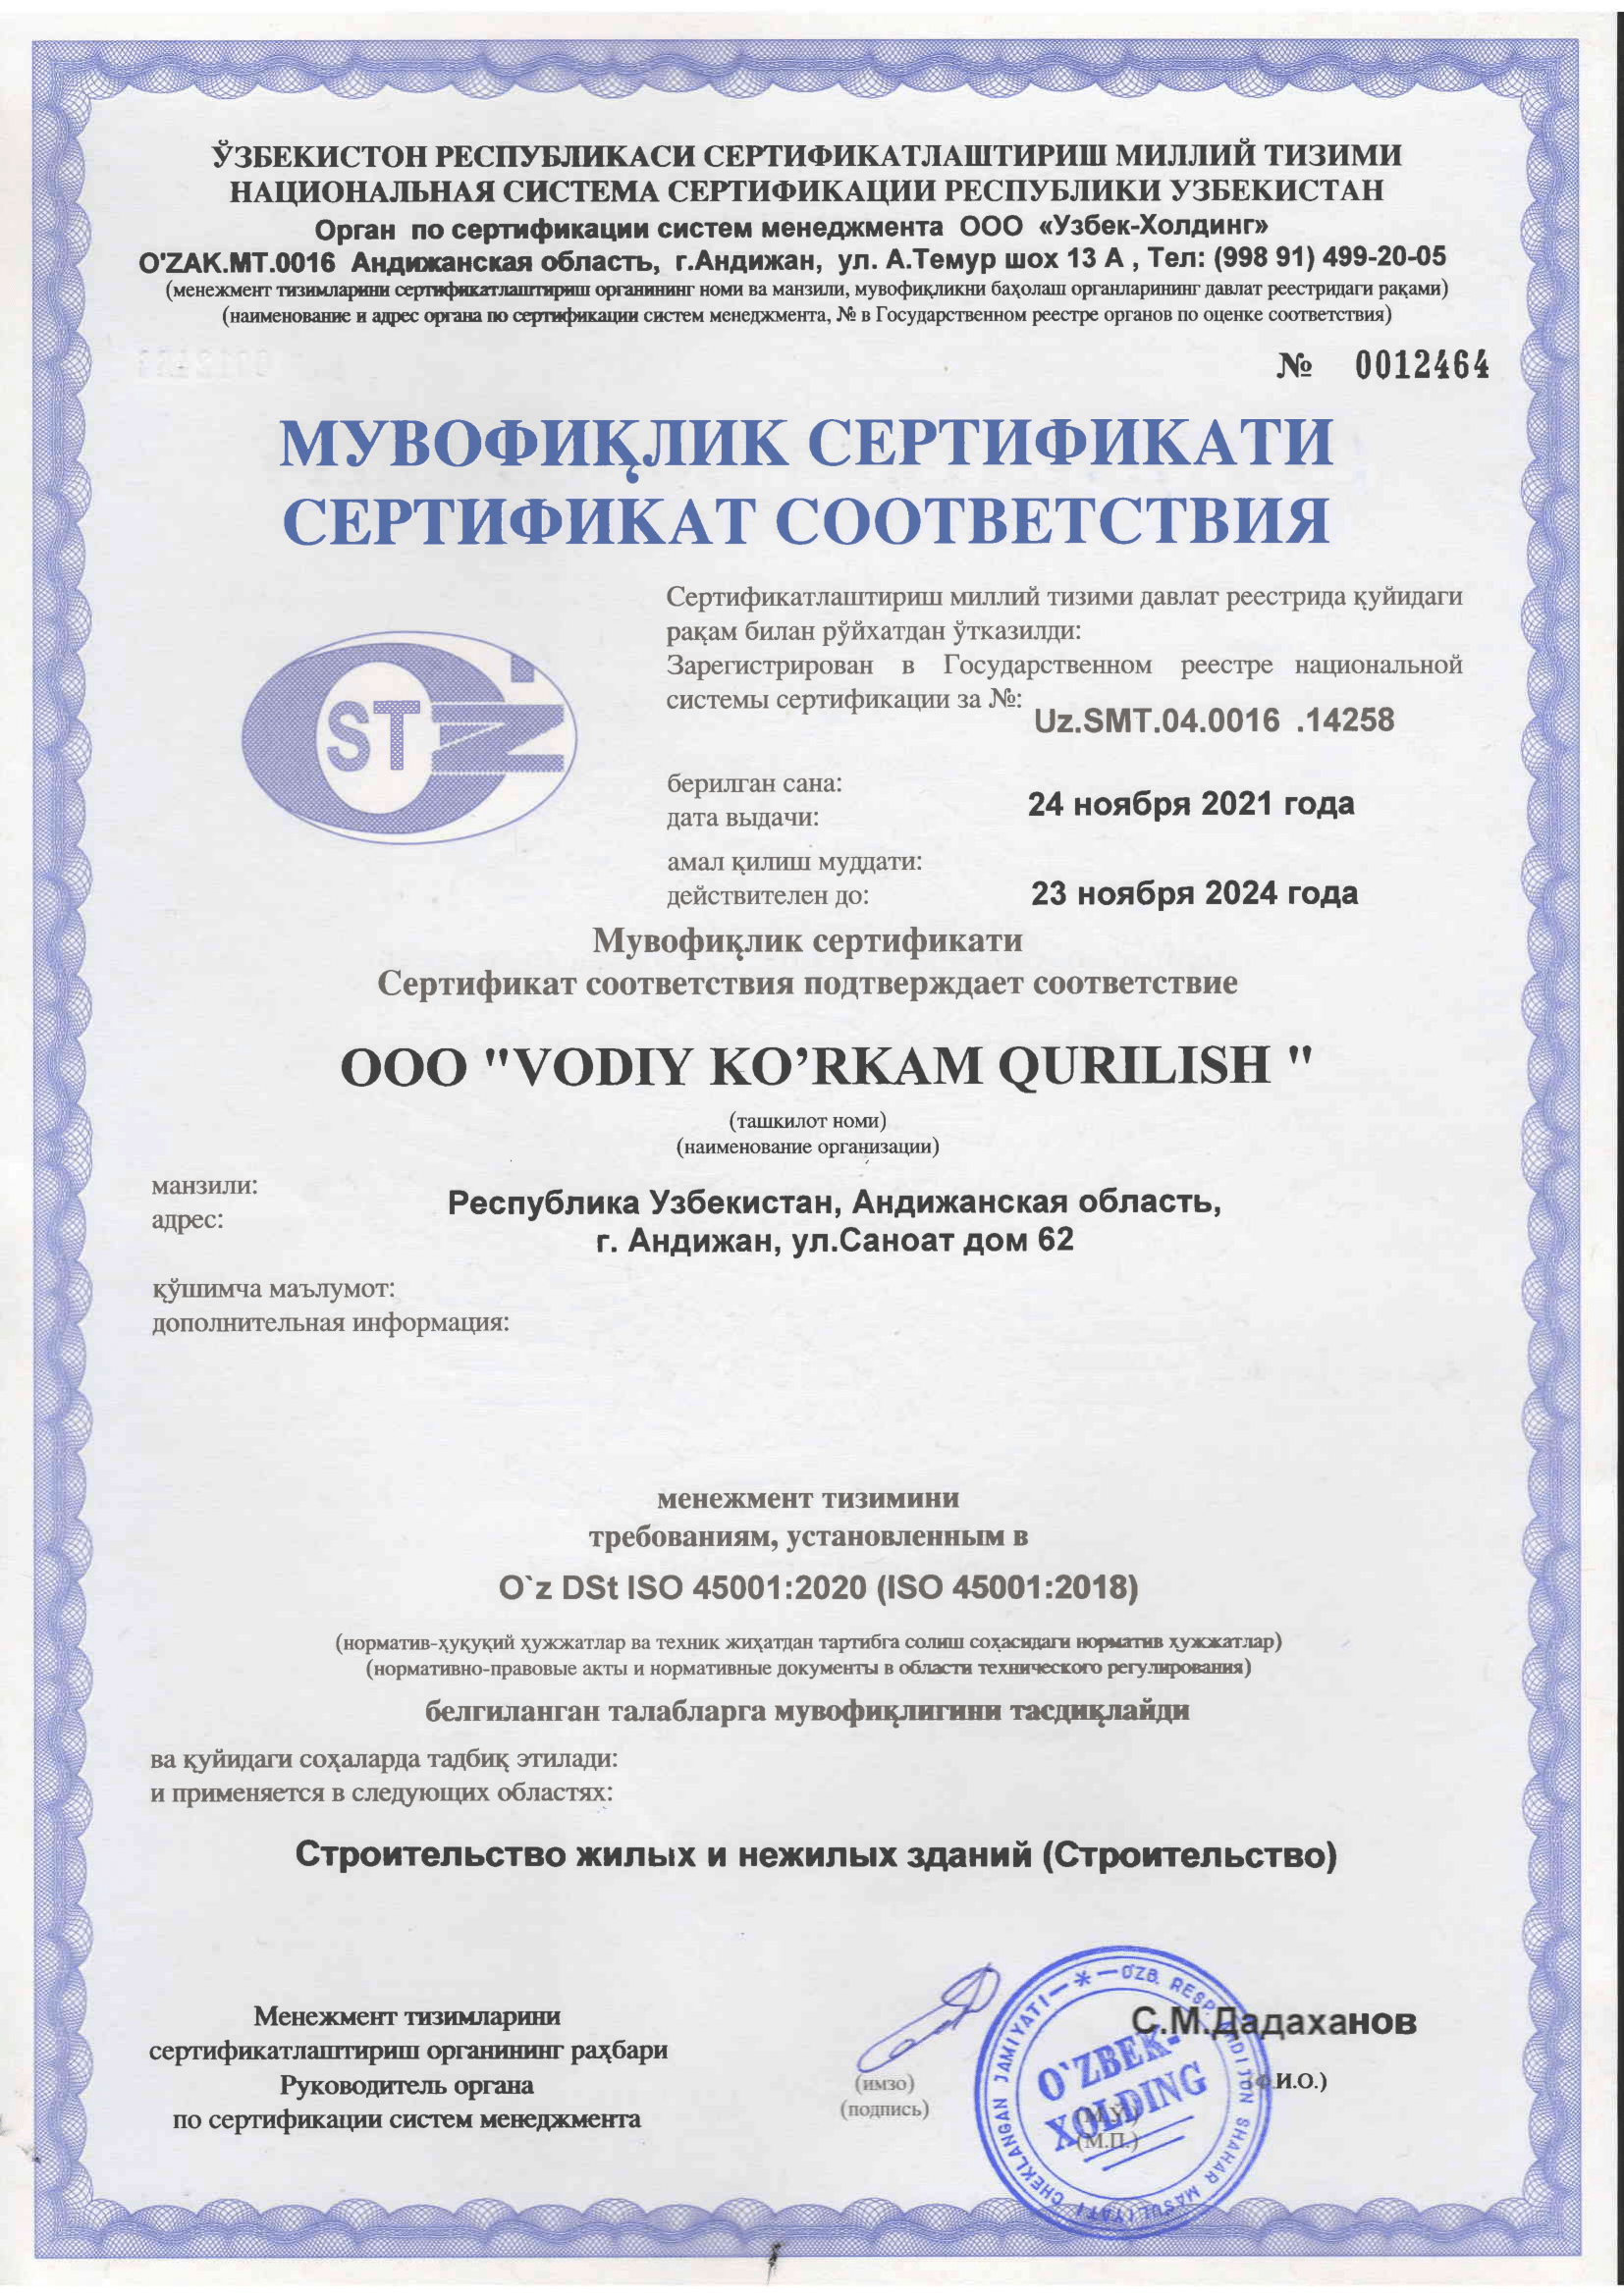 ЎЗБЕКИСТОН РЕСПУБЛИКАСИ СЕРТИФИКАТЛАШТИРИШ МИЛЛИЙ ТИЗИМИ
НАЦИОНАЛЬНАЯ СИСТЕМА СЕРТИФИКАЦИИ РЕСПУБЛИКИ УЗБЕКИСТАН
Орган по сертификации систем менеджмента ООО «Узбек-Холдинг»
O'ZAK.MT.0016 Андижанская область, г.Андижан, ул. А.Темур шох 13 А , Тел: (998 91) 499-20-05
(менежмент тизимларини сертификатлаштириш органининг номи ва манзили, мувофиқликни баҳолаш органларининг давлат реестридаги рақами)
(наименование и адрес органа по сертификации систем менеджмента, № в Государственном реестре органов по оценке соответствия)
№ 0012464
МУВОФИҚЛИК СЕРТИФИКАТИ
СЕРТИФИКАТ СООТВЕТСТВИЯ
ST
Сертификатлаштириш миллий тизими давлат реестрида қуйидаги
рақам билан рўйхатдан ўтказилди:
Зарегистрирован в Государственном реестре национальной
системы сертификации за №:
Uz.SMT.04.0016 .14258
берилган сана:
дата выдачи:
24 ноября 2021 года
амал қилиш муддати:
действителен до:
23 ноября 2024 года
Мувофиқлик сертификати
Сертификат соответствия подтверждает соответствие
ООО "VODIY KO’RKAM QURILISH "
(ташкилот номи)
(наименование организации)
манзили:
адрес:
Республика Узбекистан, Андижанская область,
г. Андижан, ул.Саноат дом 62
қўшимча маълумот:
дополнительная информация:
менежмент тизимини
требованиям, установленным в
O`z DSt ISO 45001:2020 (ISO 45001:2018)
(норматив-ҳуқуқий ҳужжатлар ва техник жиҳатдан тартибга солиш соҳасидаги норматив ҳужжатлар)
(нормативно-правовые акты и нормативные документы в области технического регулирования)
белгиланган талабларга мувофиқлигини тасдиқлайди
ва қуйидаги соҳаларда тадбиқ этилади:
и применяется в следующих областях:
Строительство жилых и нежилых зданий (Строительство)
Менежмент тизимларини
сертификатлаштириш органининг раҳбари
Руководитель органа
по сертификации систем менеджмента
(имзо)
(подпись)
С.М.Дадаханов
(Ф.И.О.)
(М.Ў.)
(М.П.)
O`ZBEK-
XOLDING
O'ZB. RESP. ANDIJON SHAHAR MASULIYATI CHEKLANGAN JAMIYATI